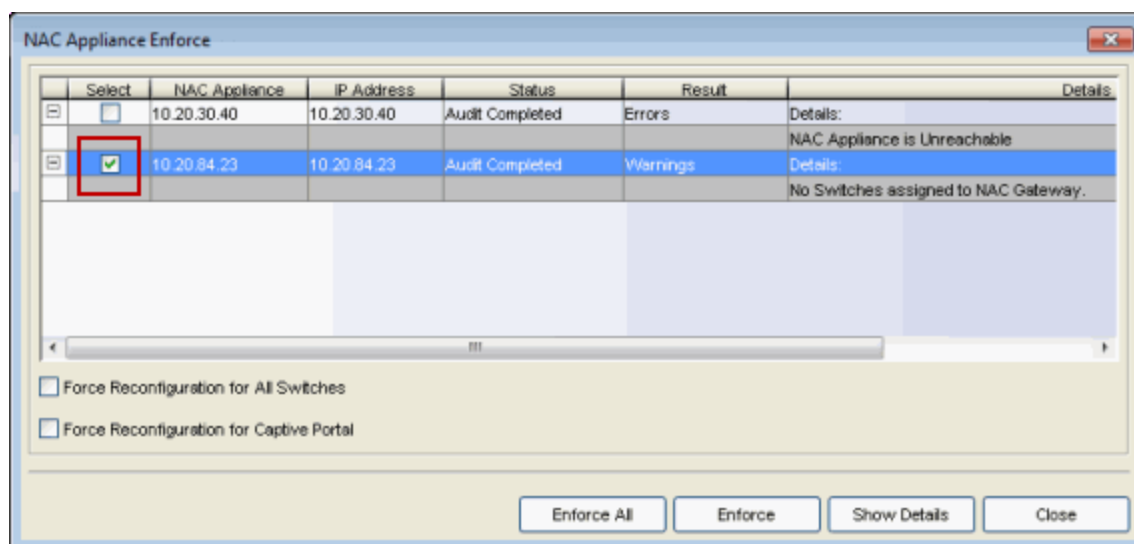 NAC Appliance Enforce
Select NAC Appliance IP Address Status Result Details
10.20.30.40 10.20.30.40 Audit Completed Errors Details:
NAC Appliance is Unreachable
10.20.84.23 10.20.84.23 Audit Completed Warnings Details:
No Switches assigned to NAC Gateway.
Force Reconfiguration for All Switches
Force Reconfiguration for Captive Portal
Enforce All Enforce Show Details Close